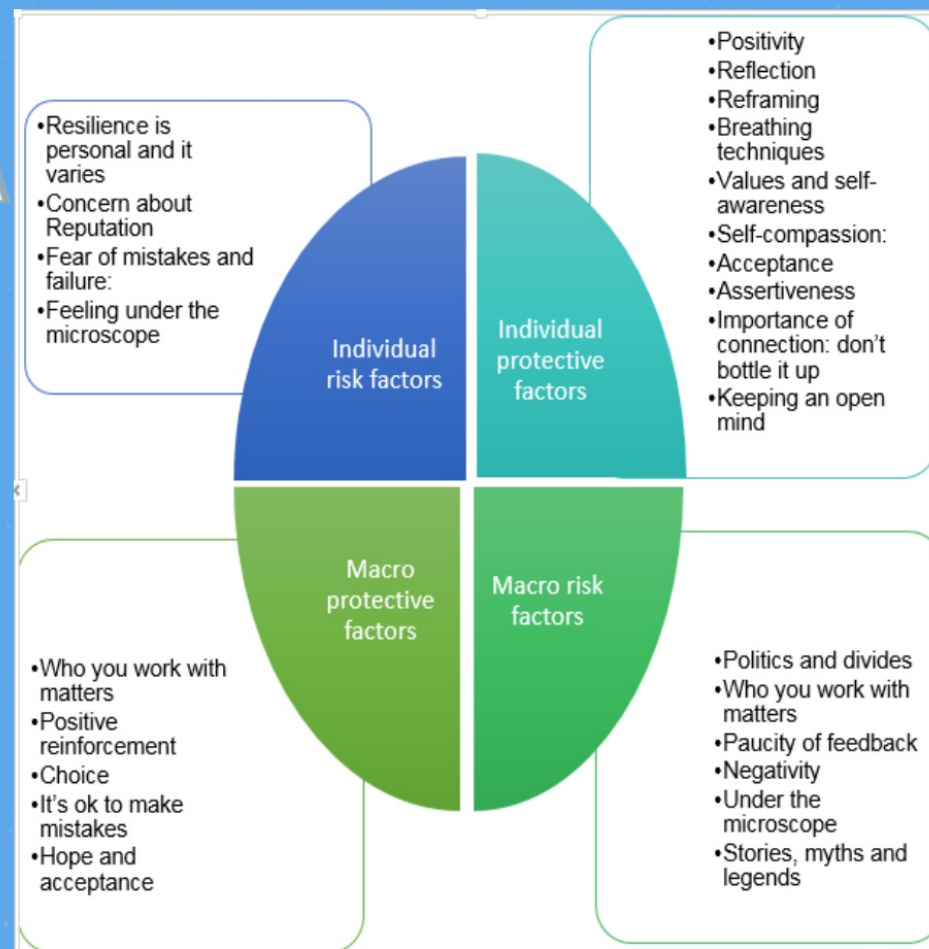 •Resilience is
personal and it
varies
•Concern about
Reputation
•Fear of mistakes and
failure:
•Feeling under the
microscope
Individual
risk factors
•Positivity
•Reflection
•Reframing
•Breathing
techniques
•Values and self-
awareness
•Self-compassion:
•Acceptance
•Assertiveness
•Importance of
connection: don’t
bottle it up
•Keeping an open
mind
Individual
protective
factors
•Who you work with
matters
•Positive
reinforcement
•Choice
•It’s ok to make
mistakes
•Hope and
acceptance
Macro
protective
factors
Macro risk
factors
•Politics and divides
•Who you work with
matters
•Paucity of feedback
•Negativity
•Under the
microscope
•Stories, myths and
legends